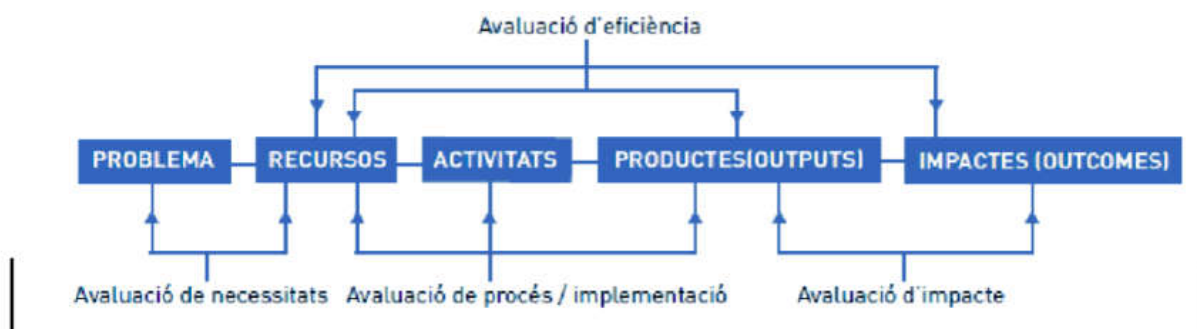 Avaluació d'eficiència
PROBLEMA RECURSOS ACTIVITATS PRODUCTES(OUTPUTS) IMPACTES (OUTCOMES)
Avaluació de necessitats Avaluació de procés / implementació Avaluació d'impacte